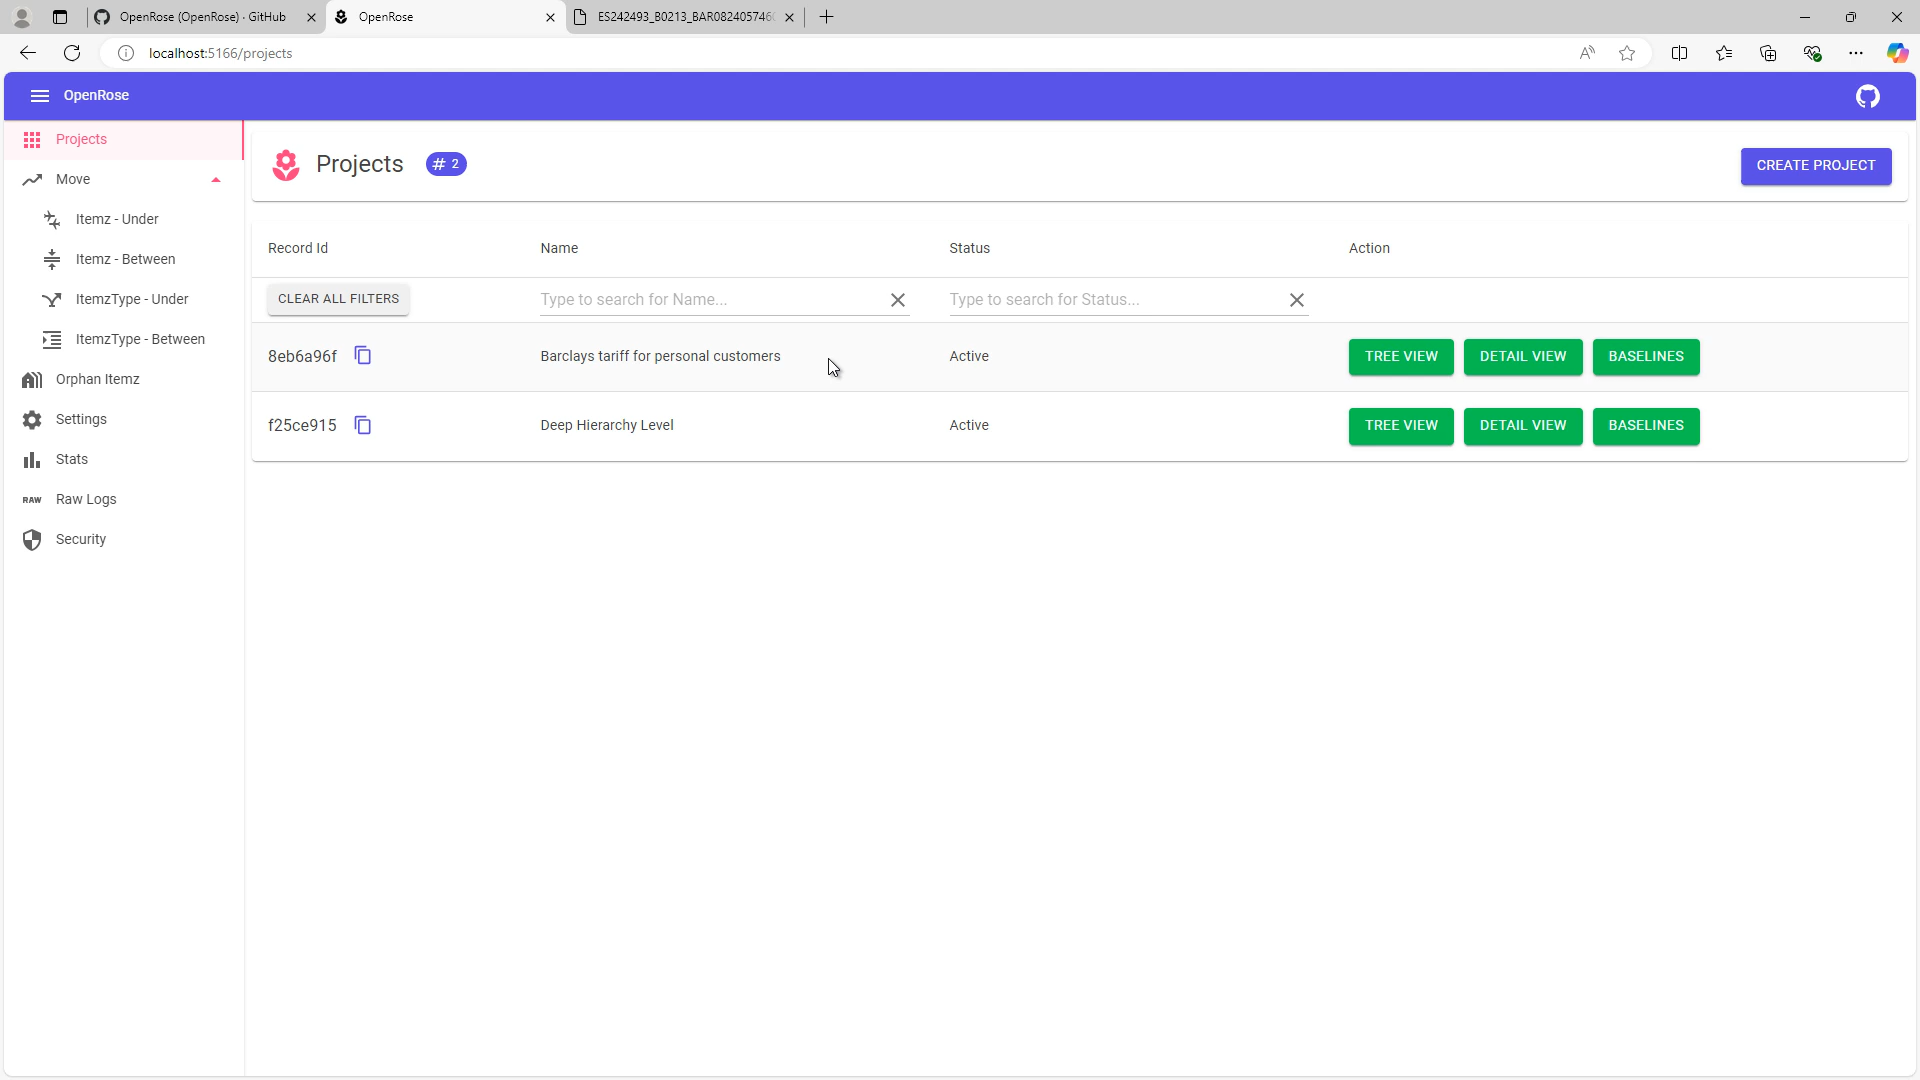 OpenRose (OpenRose) · GitHub
OpenRose
ES242493_B0213_BAR08240574
localhost:5166/projects
OpenRose
Projects
Move
Itemz - Under
Itemz - Between
ItemzType - Under
ItemzType - Between
Orphan Itemz
Settings
Stats
RAW Raw Logs
Security
Projects # 2
CREATE PROJECT
Record Id Name Status Action
CLEAR ALL FILTERS Type to search for Name... Type to search for Status...
8eb6a96f Barclays tariff for personal customers Active TREE VIEW DETAIL VIEW BASELINES
f25ce915 Deep Hierarchy Level Active TREE VIEW DETAIL VIEW BASELINES